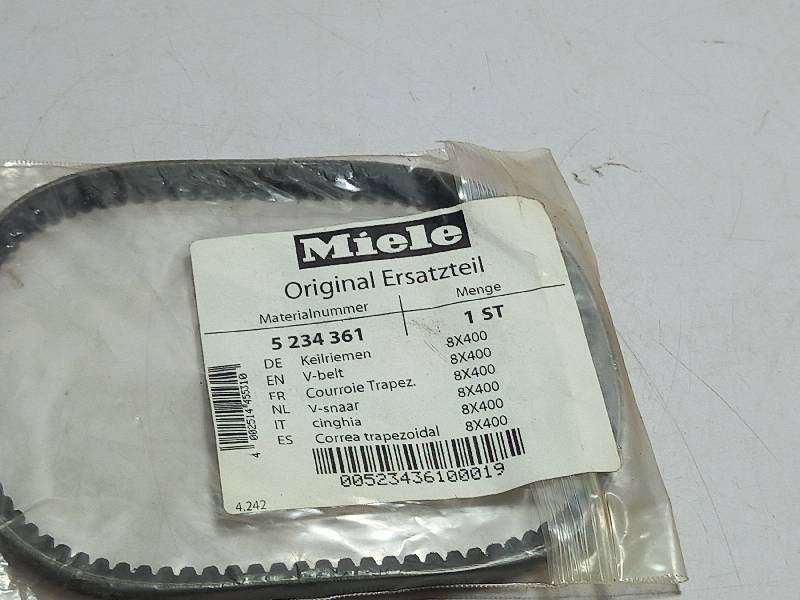 Miele
Original Ersatzteil
Materialnummer Menge
5 234 361 1 ST
DE Keilriemen 8X400
EN V-belt 8X400
FR Courroie Trapez. 8X400
NL V-snaar 8X400
IT cinghia 8X400
ES Correa trapezoidal 8X400
4 002514 455310
00523436100019
4.242